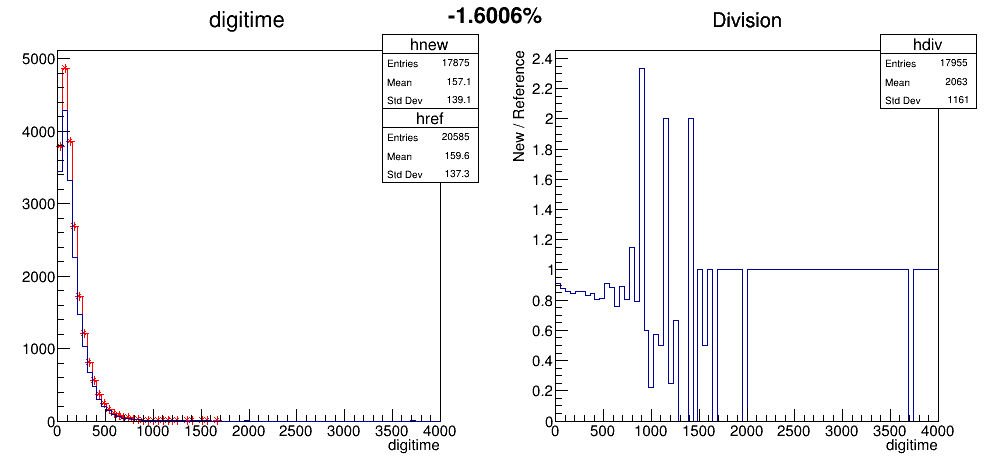 -1.6006%
digitime
hnew
Entries 17875
Mean 157.1
Std Dev 139.1
href
Entries 20585
Mean 159.6
Std Dev 137.3
5000
4000
3000
2000
1000
0
0 500 1000 1500 2000 2500 3000 3500 4000
digitime
Division
hdiv
Entries 17955
Mean 2063
Std Dev 1161
New / Reference
2.4
2.2
2
1.8
1.6
1.4
1.2
1
0.8
0.6
0.4
0.2
0
0 500 1000 1500 2000 2500 3000 3500 4000
digitime